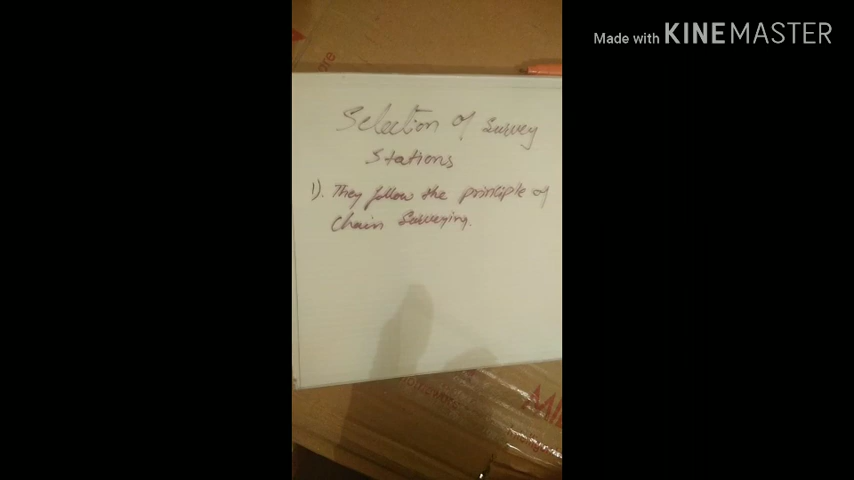 Made with KINEMASTER
Selection of Survey
Stations
1). They follow the principle of
Chain Surveying.